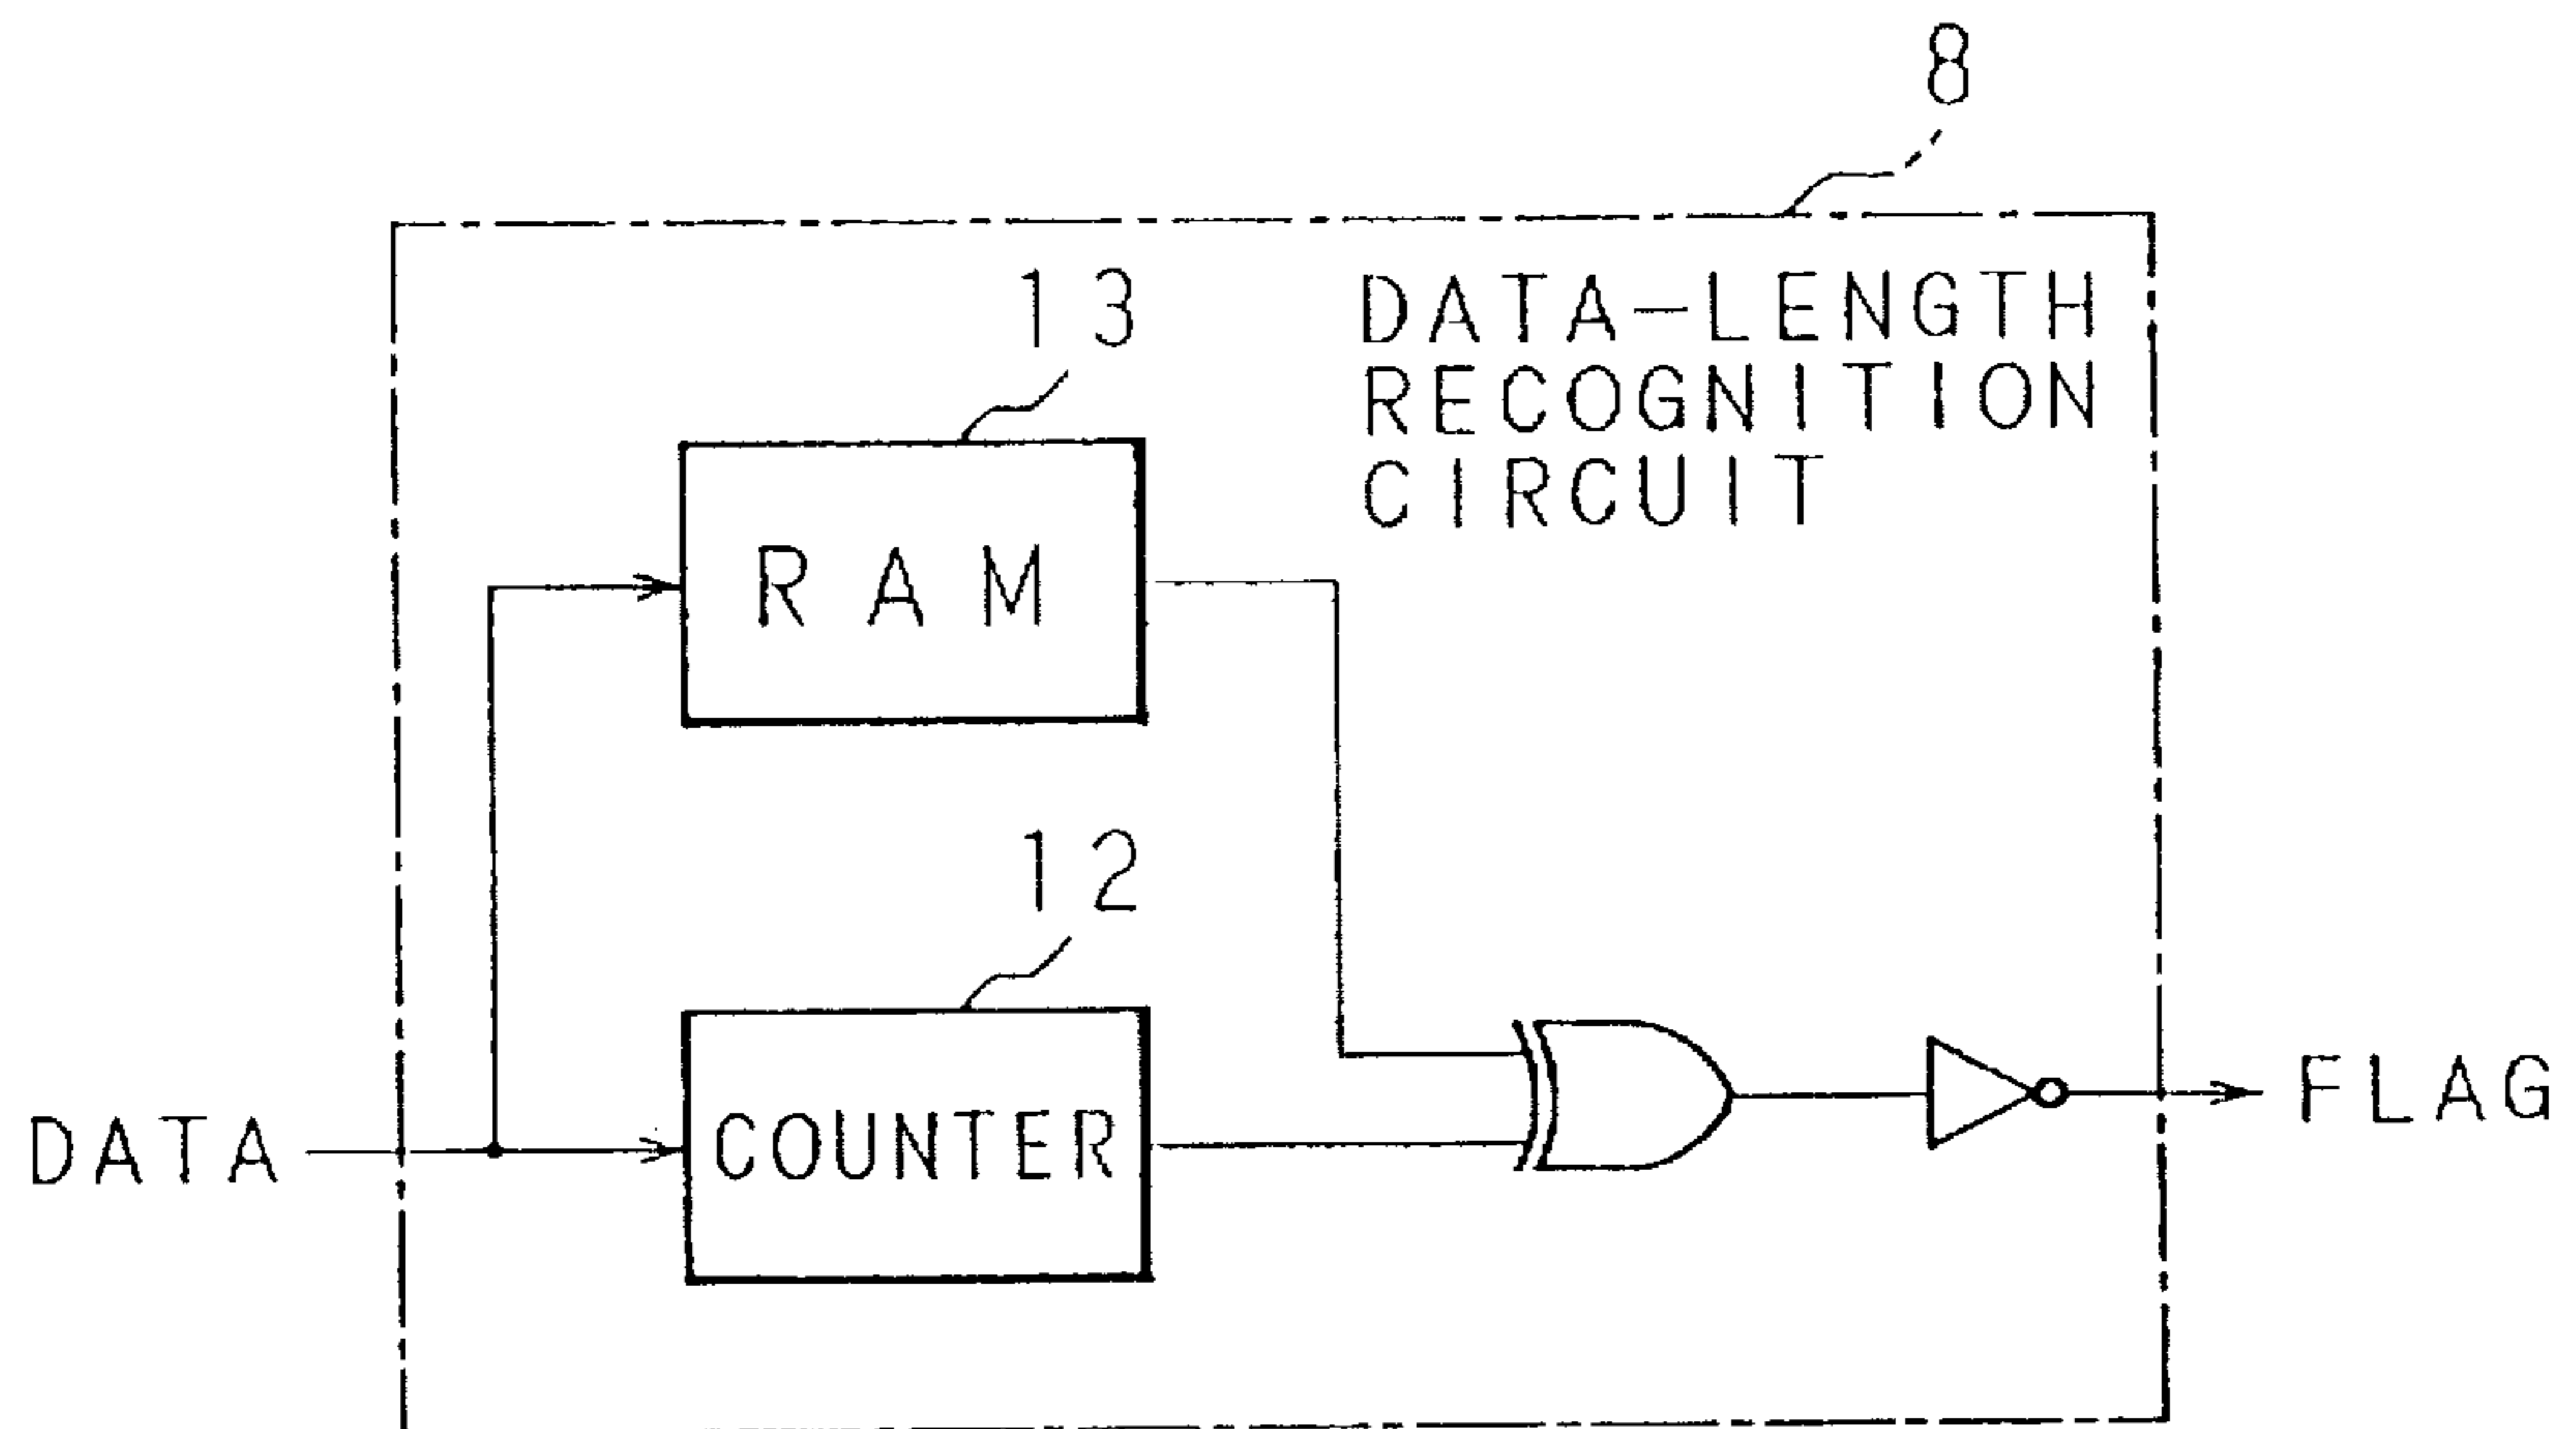 8
13
DATA-LENGTH
RECOGNITION
CIRCUIT
RAM
12
DATA
COUNTER
FLAG